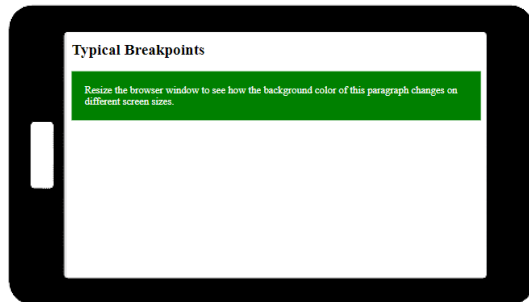 Typical Breakpoints
Resize the browser window to see how the background color of this paragraph changes on
different screen sizes.